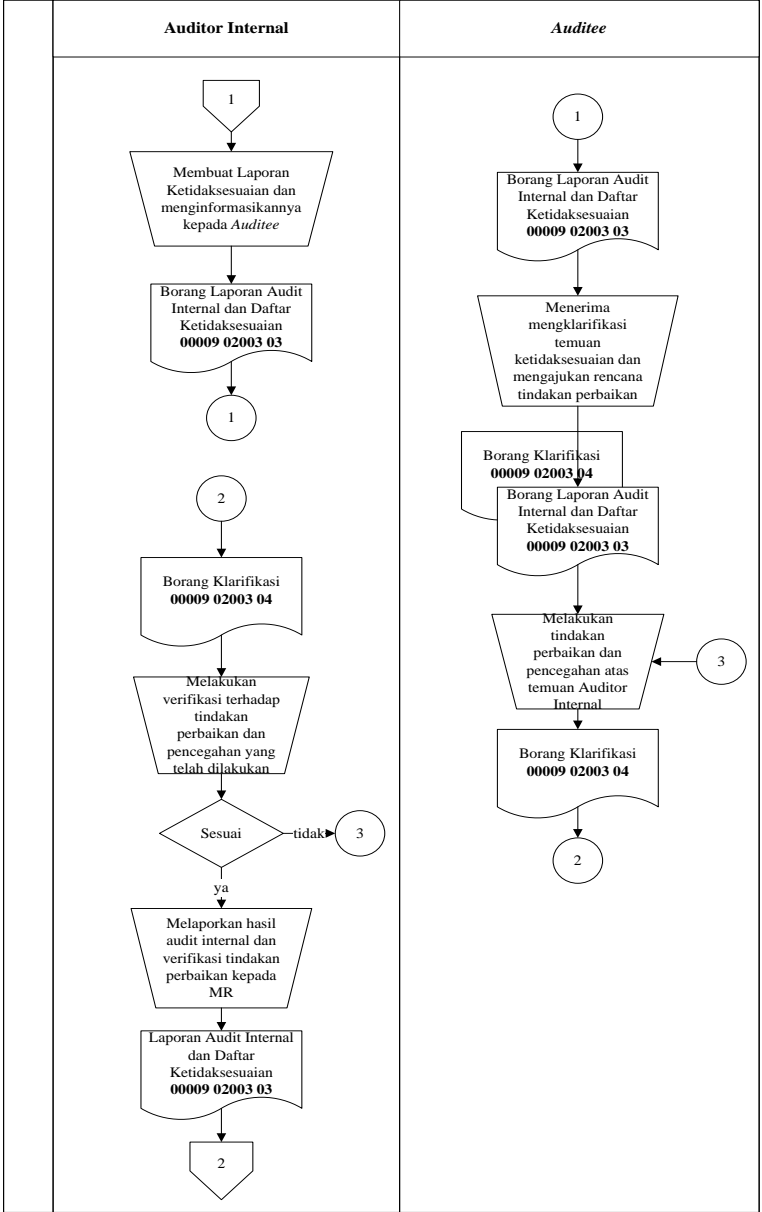 Auditor Internal
Auditee
1
Membuat Laporan
Ketidaksesuaian dan
menginformasikannya
kepada Auditee
Borang Laporan Audit
Internal dan Daftar
Ketidaksesuaian
00009 02003 03
1
2
Borang Klarifikasi
00009 02003 04
Melakukan
verifikasi terhadap
tindakan
perbaikan dan
pencegahan yang
telah dilakukan
Sesuai
tidak
3
ya
Melaporkan hasil
audit internal dan
verifikasi tindakan
perbaikan kepada
MR
Laporan Audit Internal
dan Daftar
Ketidaksesuaian
00009 02003 03
2
1
Borang Laporan Audit
Internal dan Daftar
Ketidaksesuaian
00009 02003 03
Menerima
mengklarifikasi
temuan
ketidaksesuaian dan
mengajukan rencana
tindakan perbaikan
Borang Klarifikasi
00009 02003 04
Borang Laporan Audit
Internal dan Daftar
Ketidaksesuaian
00009 02003 03
Melakukan
tindakan
perbaikan dan
pencegahan atas
temuan Auditor
Internal
3
Borang Klarifikasi
00009 02003 04
2